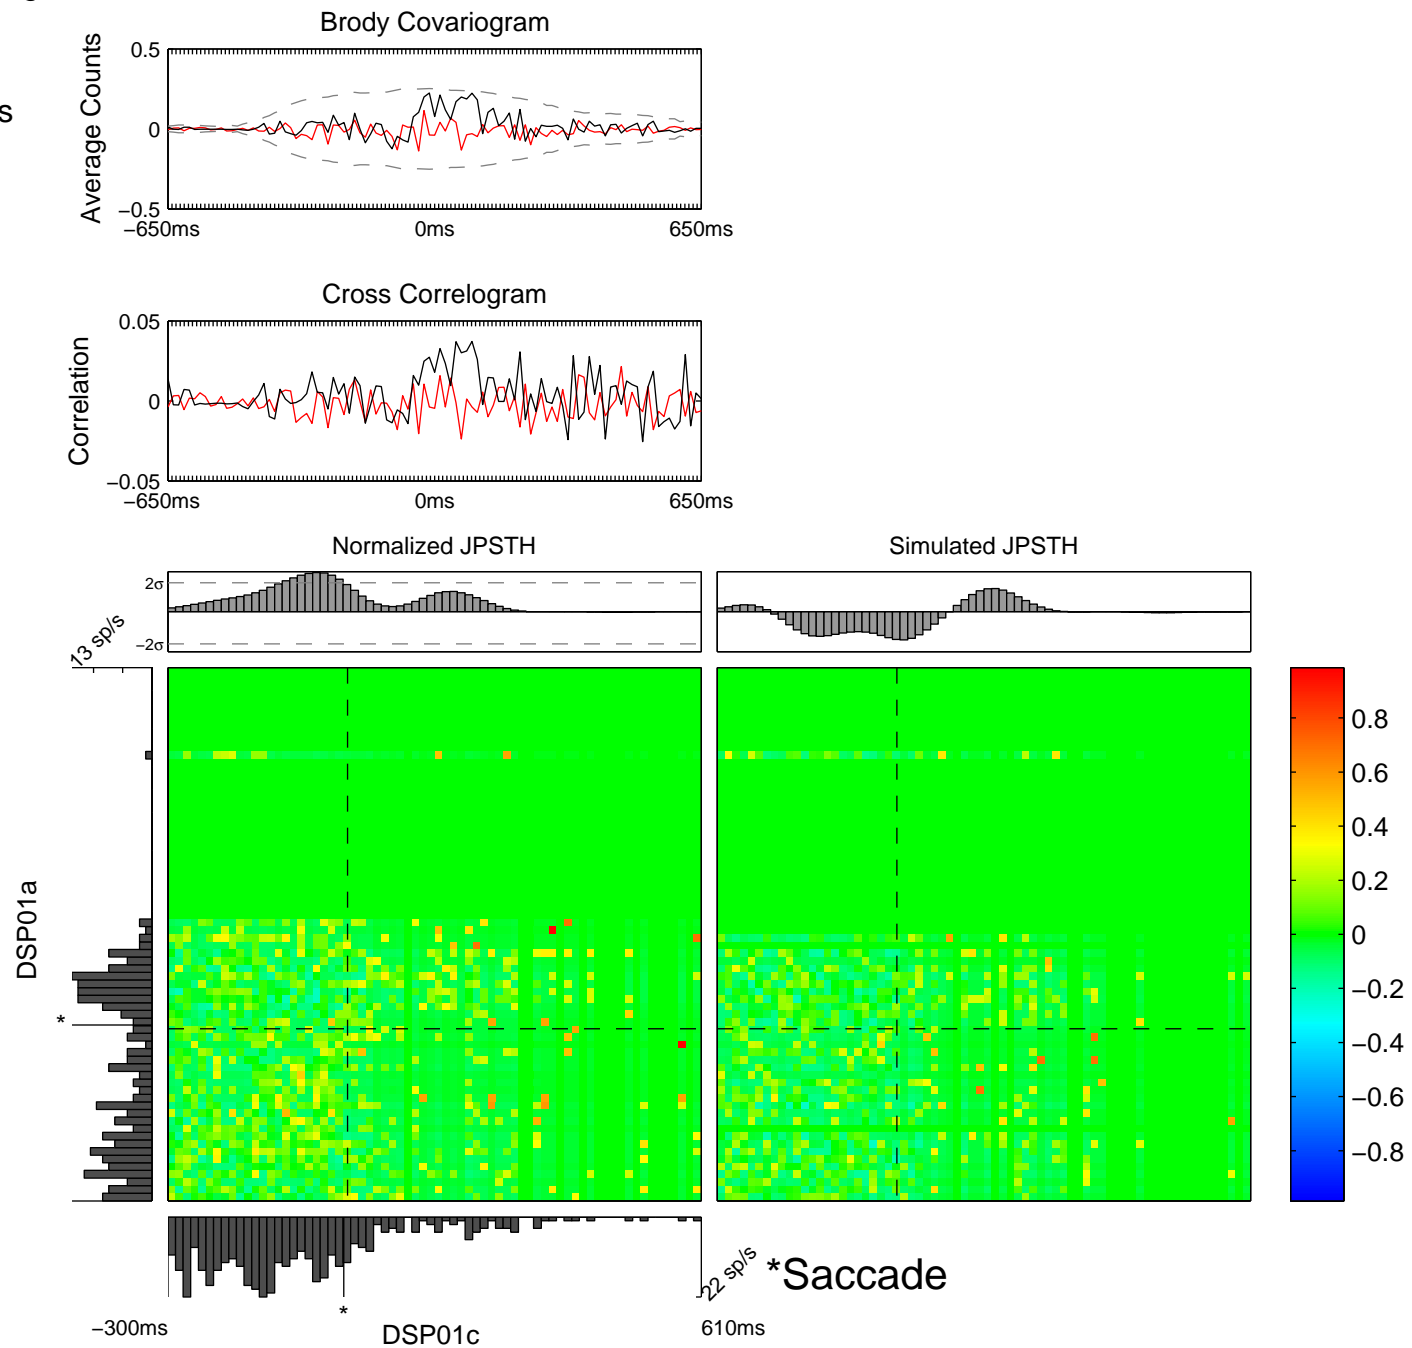 g
Brody Covariogram
Average Counts
0.5
0
−0.5
−650ms
0ms
650ms
s
Cross Correlogram
Correlation
0.05
0
−0.05
−650ms
0ms
650ms
Normalized JPSTH
Simulated JPSTH
2σ
−2σ
13 sp/s
DSP01a
*
0.8
0.6
0.4
0.2
0
−0.2
−0.4
−0.6
−0.8
22 sp/s
*Saccade
*
−300ms
DSP01c
610ms